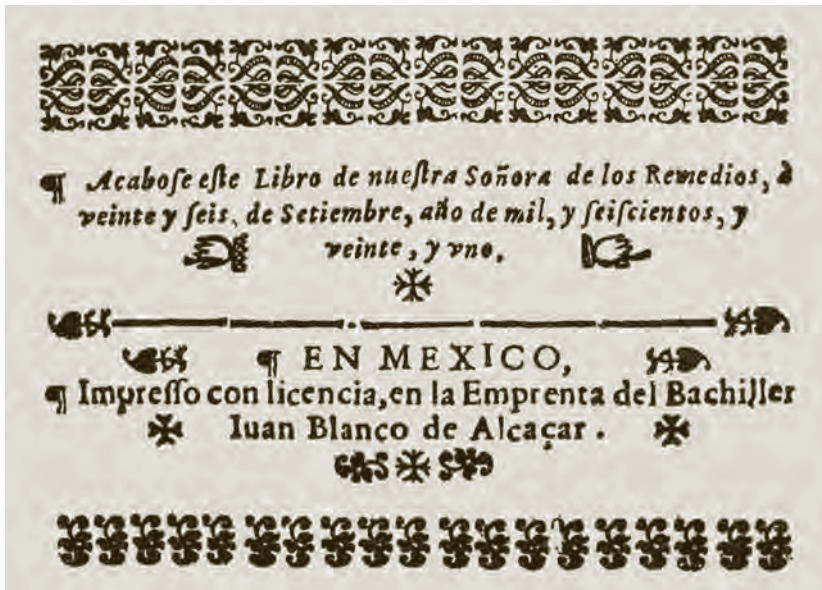 ¶ Acabose este Libro de nuestra Soñora de los Remedios, à
veinte y seis, de Setiembre, año de mil, y seiscientos, y
veinte, y vno.
¶ EN MEXICO,
¶ Impresso con licencia, en la Emprenta del Bachiller
Iuan Blanco de Alcaçar.